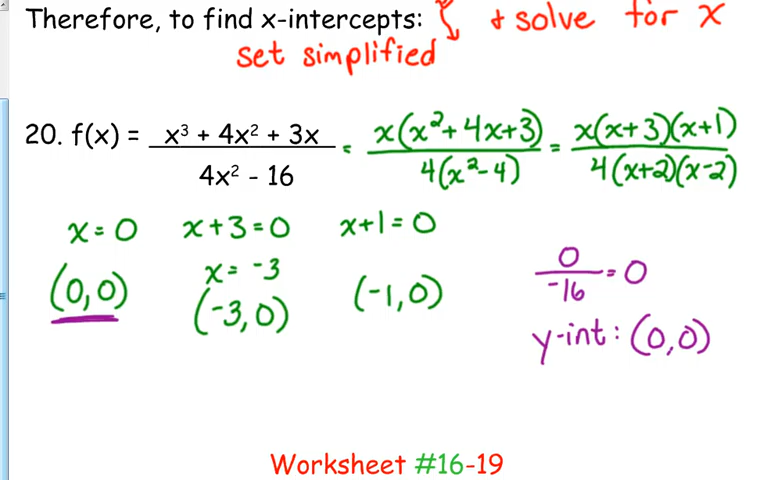 Therefore, to find x-intercepts: & solve for x
set simplified
20. f(x) = x³ + 4x² + 3x / 4x² - 16 = x(x²+4x+3) / 4(x²-4) = x(x+3)(x+1) / 4(x+2)(x-2)
x = 0 x+3 = 0 x+1 = 0
x = -3
(0,0) (-3,0) (-1,0)
0/-16 = 0
y-int: (0,0)
Worksheet #16-19